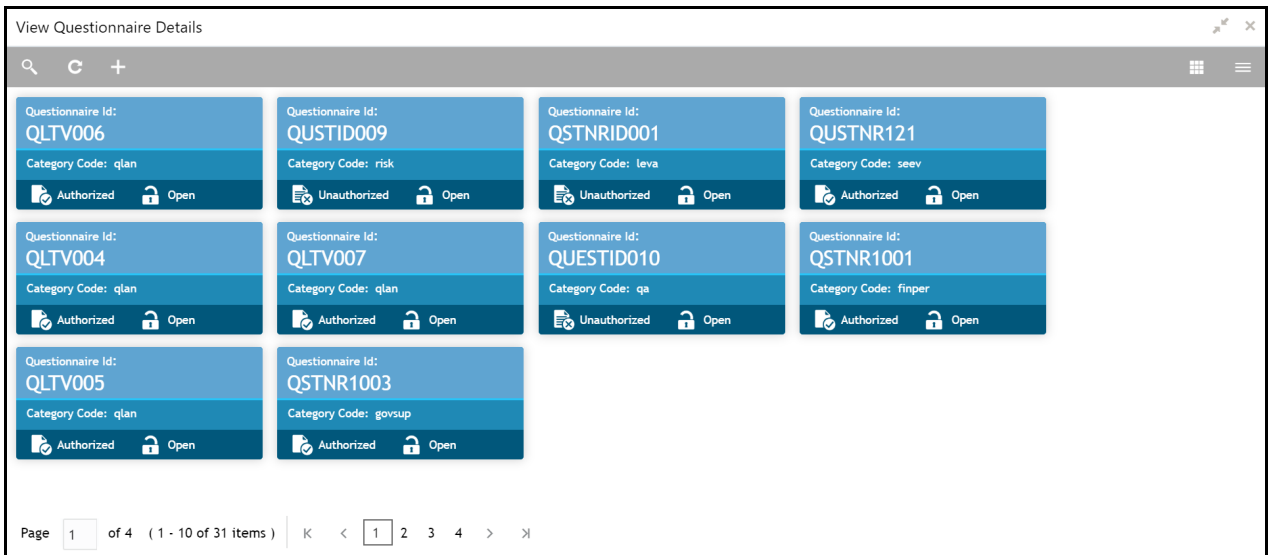 View Questionnaire Details
Questionnaire Id:
QLTV006
Category Code: qlan
Authorized Open
Questionnaire Id:
QUSTID009
Category Code: risk
Unauthorized Open
Questionnaire Id:
QSTNRID001
Category Code: leva
Unauthorized Open
Questionnaire Id:
QUSTNR121
Category Code: seev
Authorized Open
Questionnaire Id:
QLTV004
Category Code: qlan
Authorized Open
Questionnaire Id:
QLTV007
Category Code: qlan
Authorized Open
Questionnaire Id:
QUESTID010
Category Code: qa
Unauthorized Open
Questionnaire Id:
QSTNR1001
Category Code: finper
Authorized Open
Questionnaire Id:
QLTV005
Category Code: qlan
Authorized Open
Questionnaire Id:
QSTNR1003
Category Code: govsup
Authorized Open
Page 1 of 4 ( 1 - 10 of 31 items ) 1 2 3 4